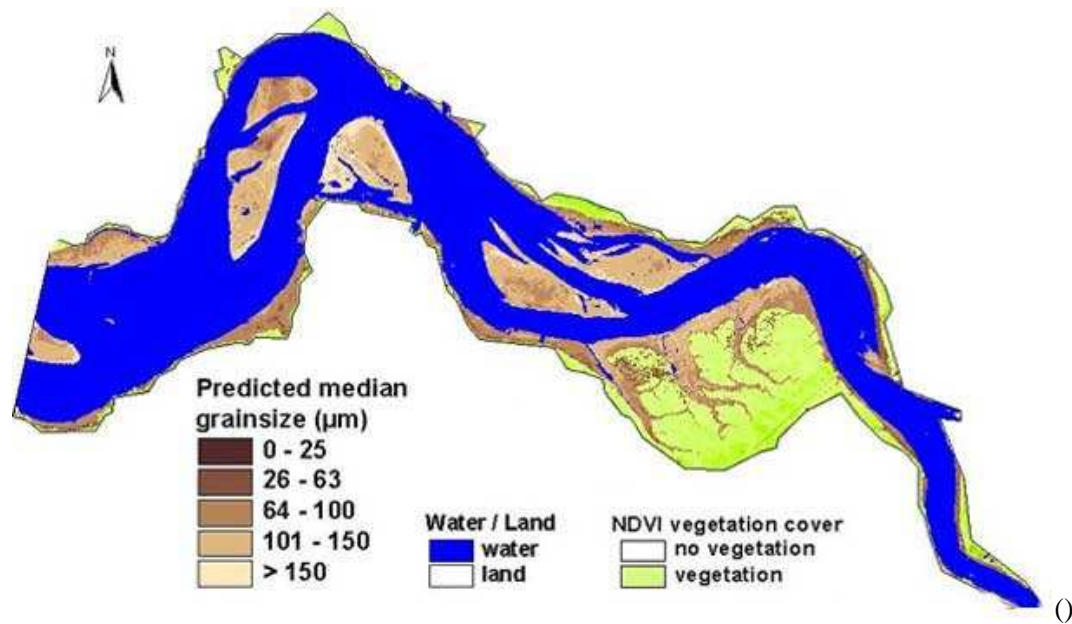 N
Predicted median
grainsize (µm)
0 - 25
26 - 63
64 - 100
101 - 150
> 150
Water / Land
water
land
NDVI vegetation cover
no vegetation
vegetation
()